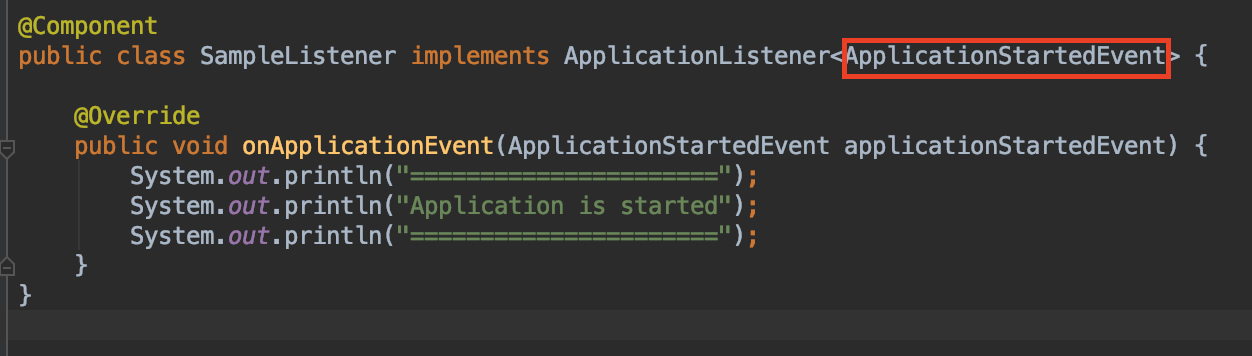 @Component
public class SampleListener implements ApplicationListener<ApplicationStartedEvent> {
@Override
public void onApplicationEvent(ApplicationStartedEvent applicationStartedEvent) {
System.out.println("======================");
System.out.println("Application is started");
System.out.println("======================");
}
}